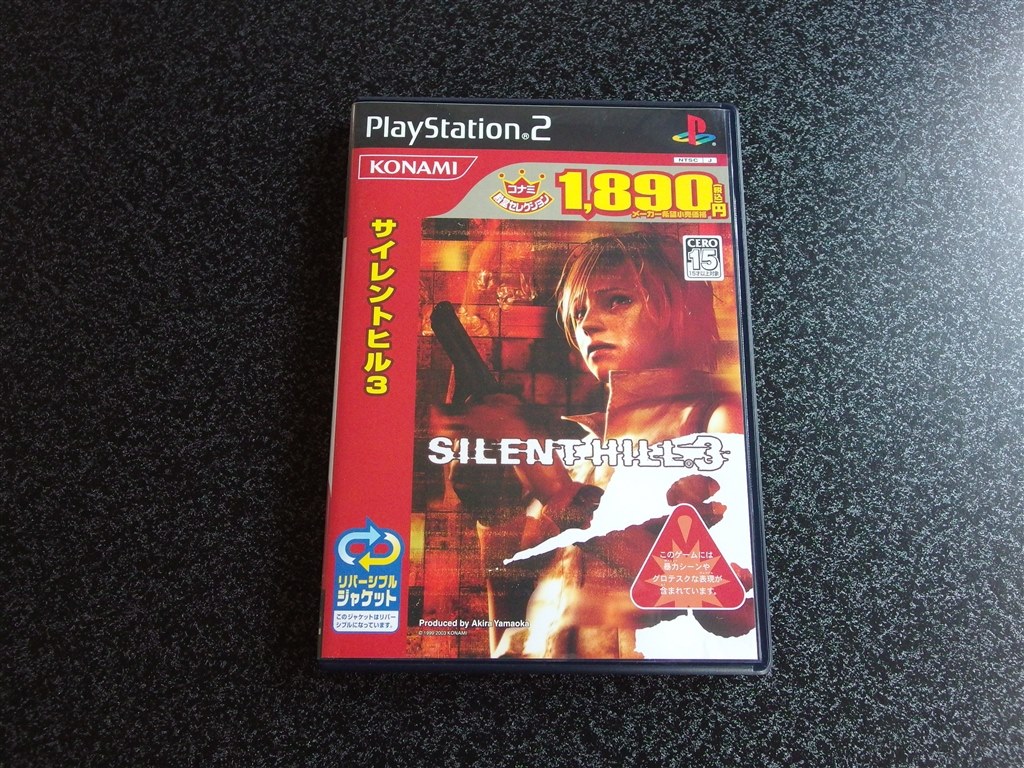 PlayStation®2
KONAMI
NTSC J
コナミ
殿堂セレクション
1,890円
[税込]
メーカー希望小売価格
サイレントヒル3
CERO
15
15才以上対象
SILENT HILL 3
このゲームには
暴力シーンや
グロテスクな表現が
含まれています。
リバーシブル
ジャケット
このジャケットはリバー
シブルになっています。
Produced by Akira Yamaoka
©1999 2003 KONAMI